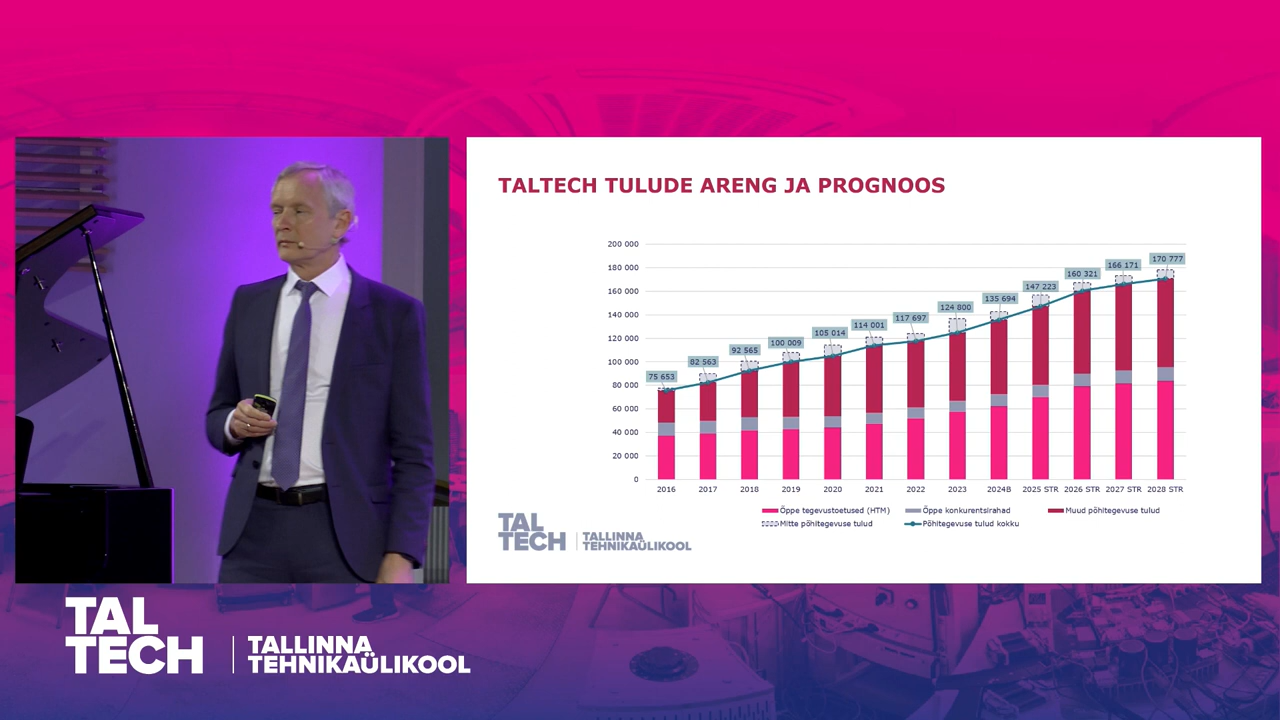 TALTECH TULUDE ARENG JA PROGNOOS
200 000
180 000
160 000
140 000
120 000
100 000
80 000
60 000
40 000
20 000
0
75 653
82 563
92 565
100 009
105 014
114 001
117 697
124 800
135 694
147 223
160 321
166 171
170 777
2016 2017 2018 2019 2020 2021 2022 2023 2024B 2025 STR 2026 STR 2027 STR 2028 STR
Õppe tegevustoetused (HTM) Õppe konkurentsirahad Muud põhitegevuse tulud
Mitte põhitegevuse tulud Põhitegevuse tulud kokku
TAL
TECH
TALLINNA
TEHNIKAÜLIKOOL
TAL
TECH
TALLINNA
TEHNIKAÜLIKOOL